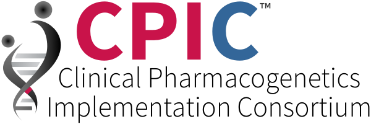 CPIC™
Clinical Pharmacogenetics
Implementation Consortium